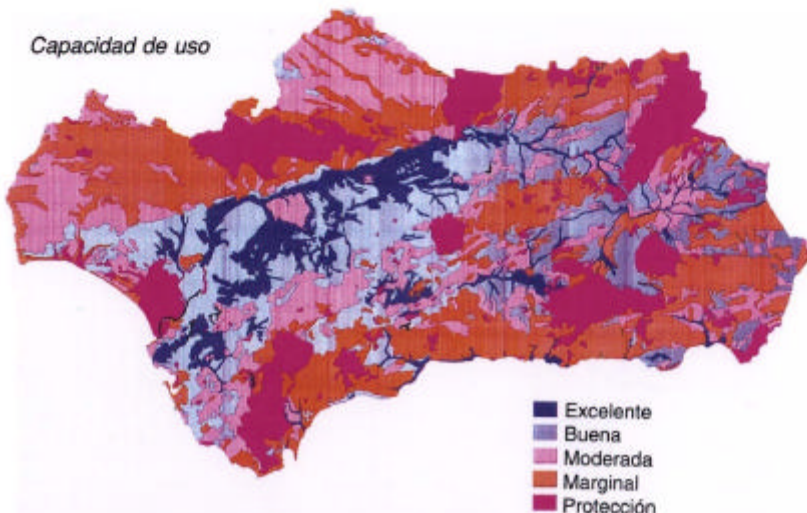 Capacidad de uso
Excelente
Buena
Moderada
Marginal
Protección